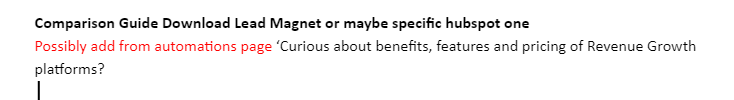 Comparison Guide Download Lead Magnet or maybe specific hubspot one
Possibly add from automations page ‘Curious about benefits, features and pricing of Revenue Growth
platforms?